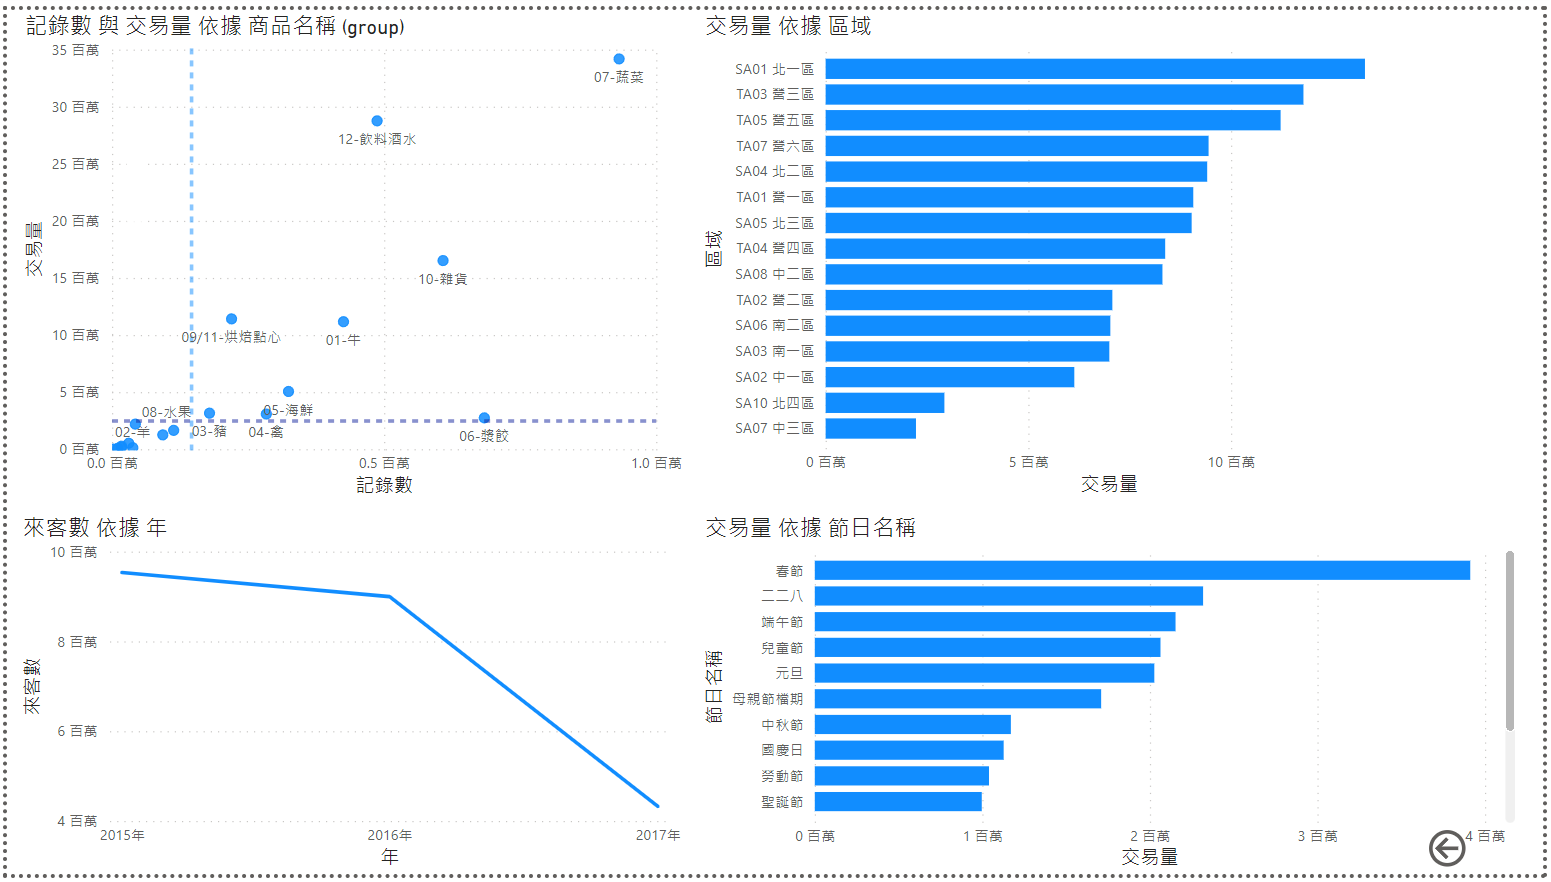 記錄數 與 交易量 依據 商品名稱 (group)
交易量
35 百萬
30 百萬
25 百萬
20 百萬
15 百萬
10 百萬
5 百萬
0 百萬
07-蔬菜
12-飲料酒水
10-雜貨
09/11-烘焙點心
01-牛
08-水果
05-海鮮
02-羊
03-豬
04-禽
06-漿餃
0.0 百萬
0.5 百萬
1.0 百萬
記錄數
交易量 依據 區域
區域
SA01 北一區
TA03 營三區
TA05 營五區
TA07 營六區
SA04 北二區
TA01 營一區
SA05 北三區
TA04 營四區
SA08 中二區
TA02 營二區
SA06 南二區
SA03 南一區
SA02 中一區
SA10 北四區
SA07 中三區
0 百萬
5 百萬
10 百萬
交易量
來客數 依據 年
來客數
10 百萬
8 百萬
6 百萬
4 百萬
2015年
2016年
2017年
年
交易量 依據 節日名稱
節日名稱
春節
二二八
端午節
兒童節
元旦
母親節檔期
中秋節
國慶日
勞動節
聖誕節
0 百萬
1 百萬
2 百萬
3 百萬
4 百萬
交易量